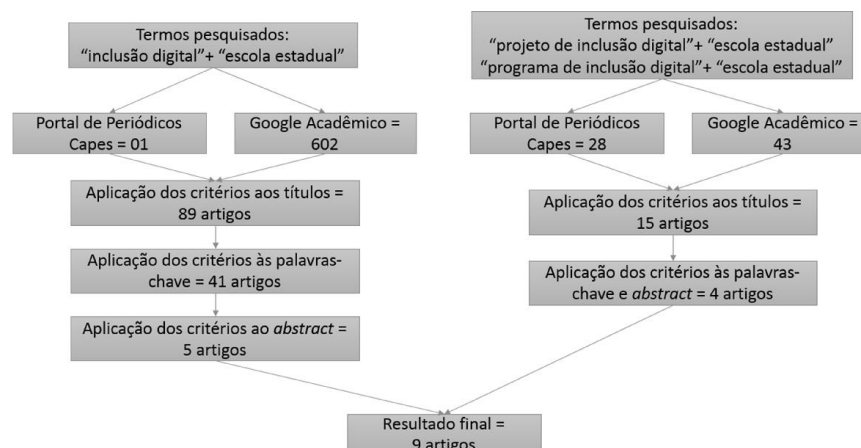 Termos pesquisados:
“inclusão digital”+ “escola estadual”
Portal de Periódicos
Capes = 01
Google Acadêmico =
602
Aplicação dos critérios aos títulos =
89 artigos
Aplicação dos critérios às palavras-
chave = 41 artigos
Aplicação dos critérios ao abstract =
5 artigos
Termos pesquisados:
“projeto de inclusão digital”+ “escola estadual”
“programa de inclusão digital”+ “escola estadual”
Portal de Periódicos
Capes = 28
Google Acadêmico =
43
Aplicação dos critérios aos títulos =
15 artigos
Aplicação dos critérios às palavras-
chave e abstract = 4 artigos
Resultado final =
9 artigos